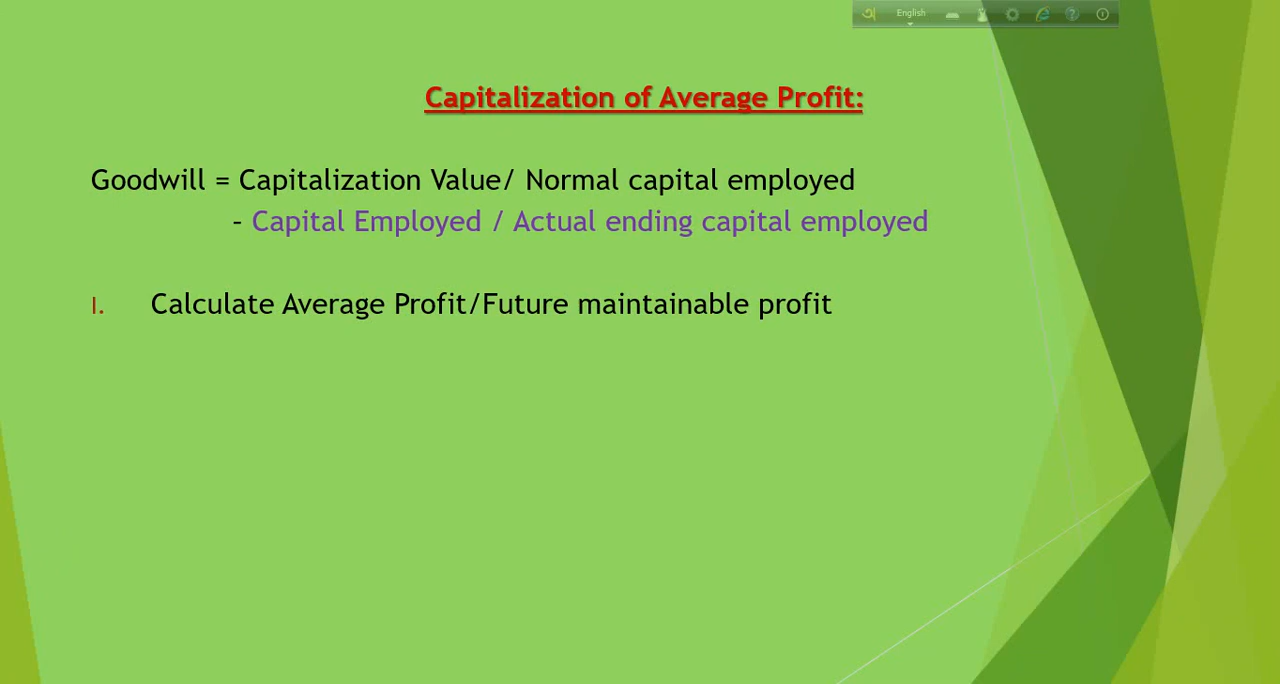 অ English
Capitalization of Average Profit:
Goodwill = Capitalization Value/ Normal capital employed
– Capital Employed / Actual ending capital employed
I. Calculate Average Profit/Future maintainable profit